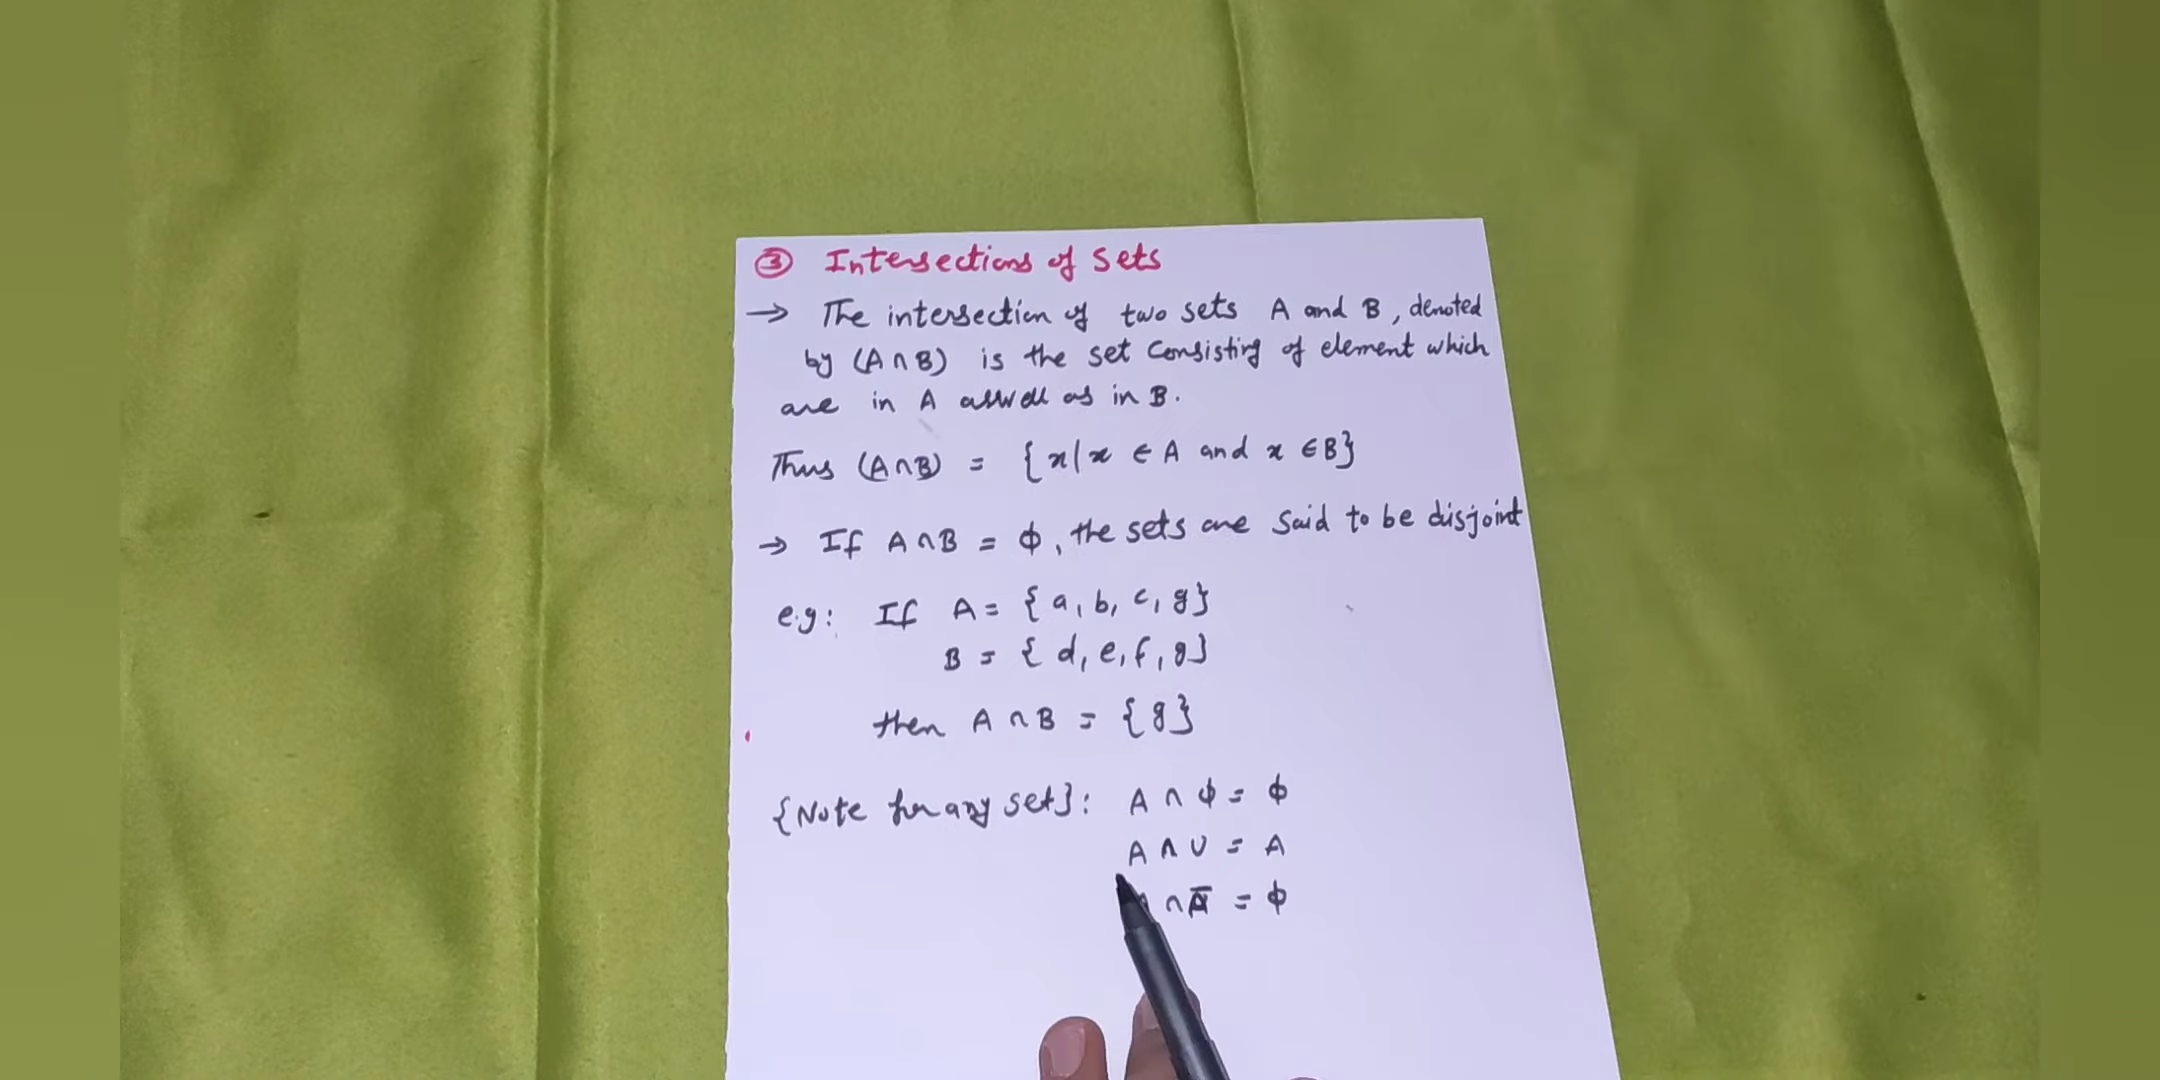 ③ Intersections of Sets
→ The intersection of two sets A and B, denoted
by (A ∩ B) is the set Consisting of element which
are in A aswell as in B.
Thus (A∩B) = {x|x ∈ A and x ∈ B}
→ If A ∩ B = ϕ, the sets are Said to be disjoint
e.g: If A = {a, b, c, g}
B = {d, e, f, g}
then A ∩ B = {g}
{Note for any set}: A ∩ ϕ = ϕ
A ∩ U = A
∩ A̅ = ϕ